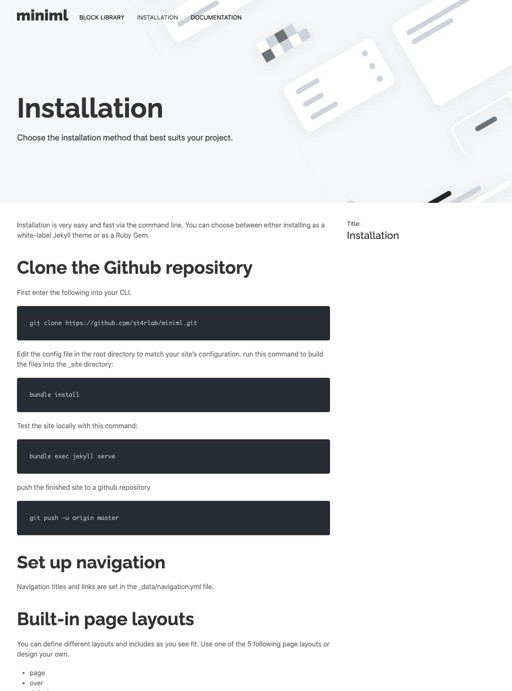 miniml
BLOCK LIBRARY
INSTALLATION
DOCUMENTATION
Installation
Choose the installation method that best suits your project.
Installation is very easy and fast via the command line. You can choose between either installing as a
white-label Jekyll theme or as a Ruby Gem.
Title:
Installation
Clone the Github repository
First enter the following into your CLI.
git clone https://github.com/st4rlab/miniml.git
Edit the config file in the root directory to match your site's configuration. run this command to build
the files into the _site directory:
bundle install
Test the site locally with this command:
bundle exec jekyll serve
push the finished site to a github repository
git push -u origin master
Set up navigation
Navigation titles and links are set in the _data/navigation.yml file.
Built-in page layouts
You can define different layouts and includes as you see fit. Use one of the 5 following page layouts or
design your own.
page
over